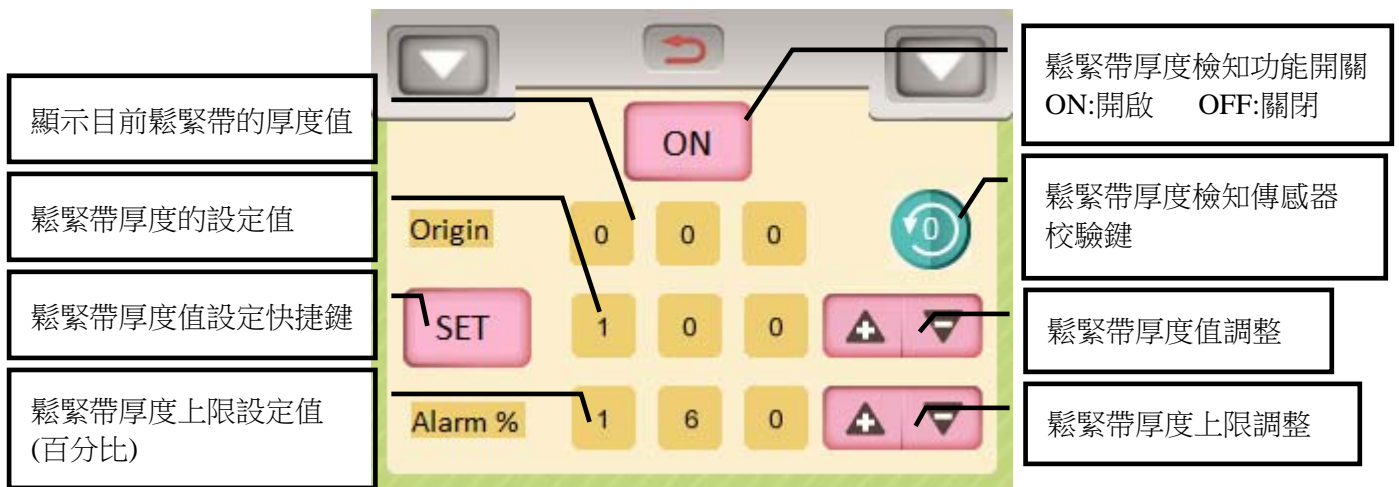 顯示目前鬆緊帶的厚度值
鬆緊帶厚度的設定值
鬆緊帶厚度值設定快捷鍵
鬆緊帶厚度上限設定值
(百分比)
ON
Origin
0 0 0
0
SET
1 0 0
Alarm %
1 6 0
鬆緊帶厚度檢知功能開關
ON:開啟 OFF:關閉
鬆緊帶厚度檢知傳感器
校驗鍵
鬆緊帶厚度值調整
鬆緊帶厚度上限調整